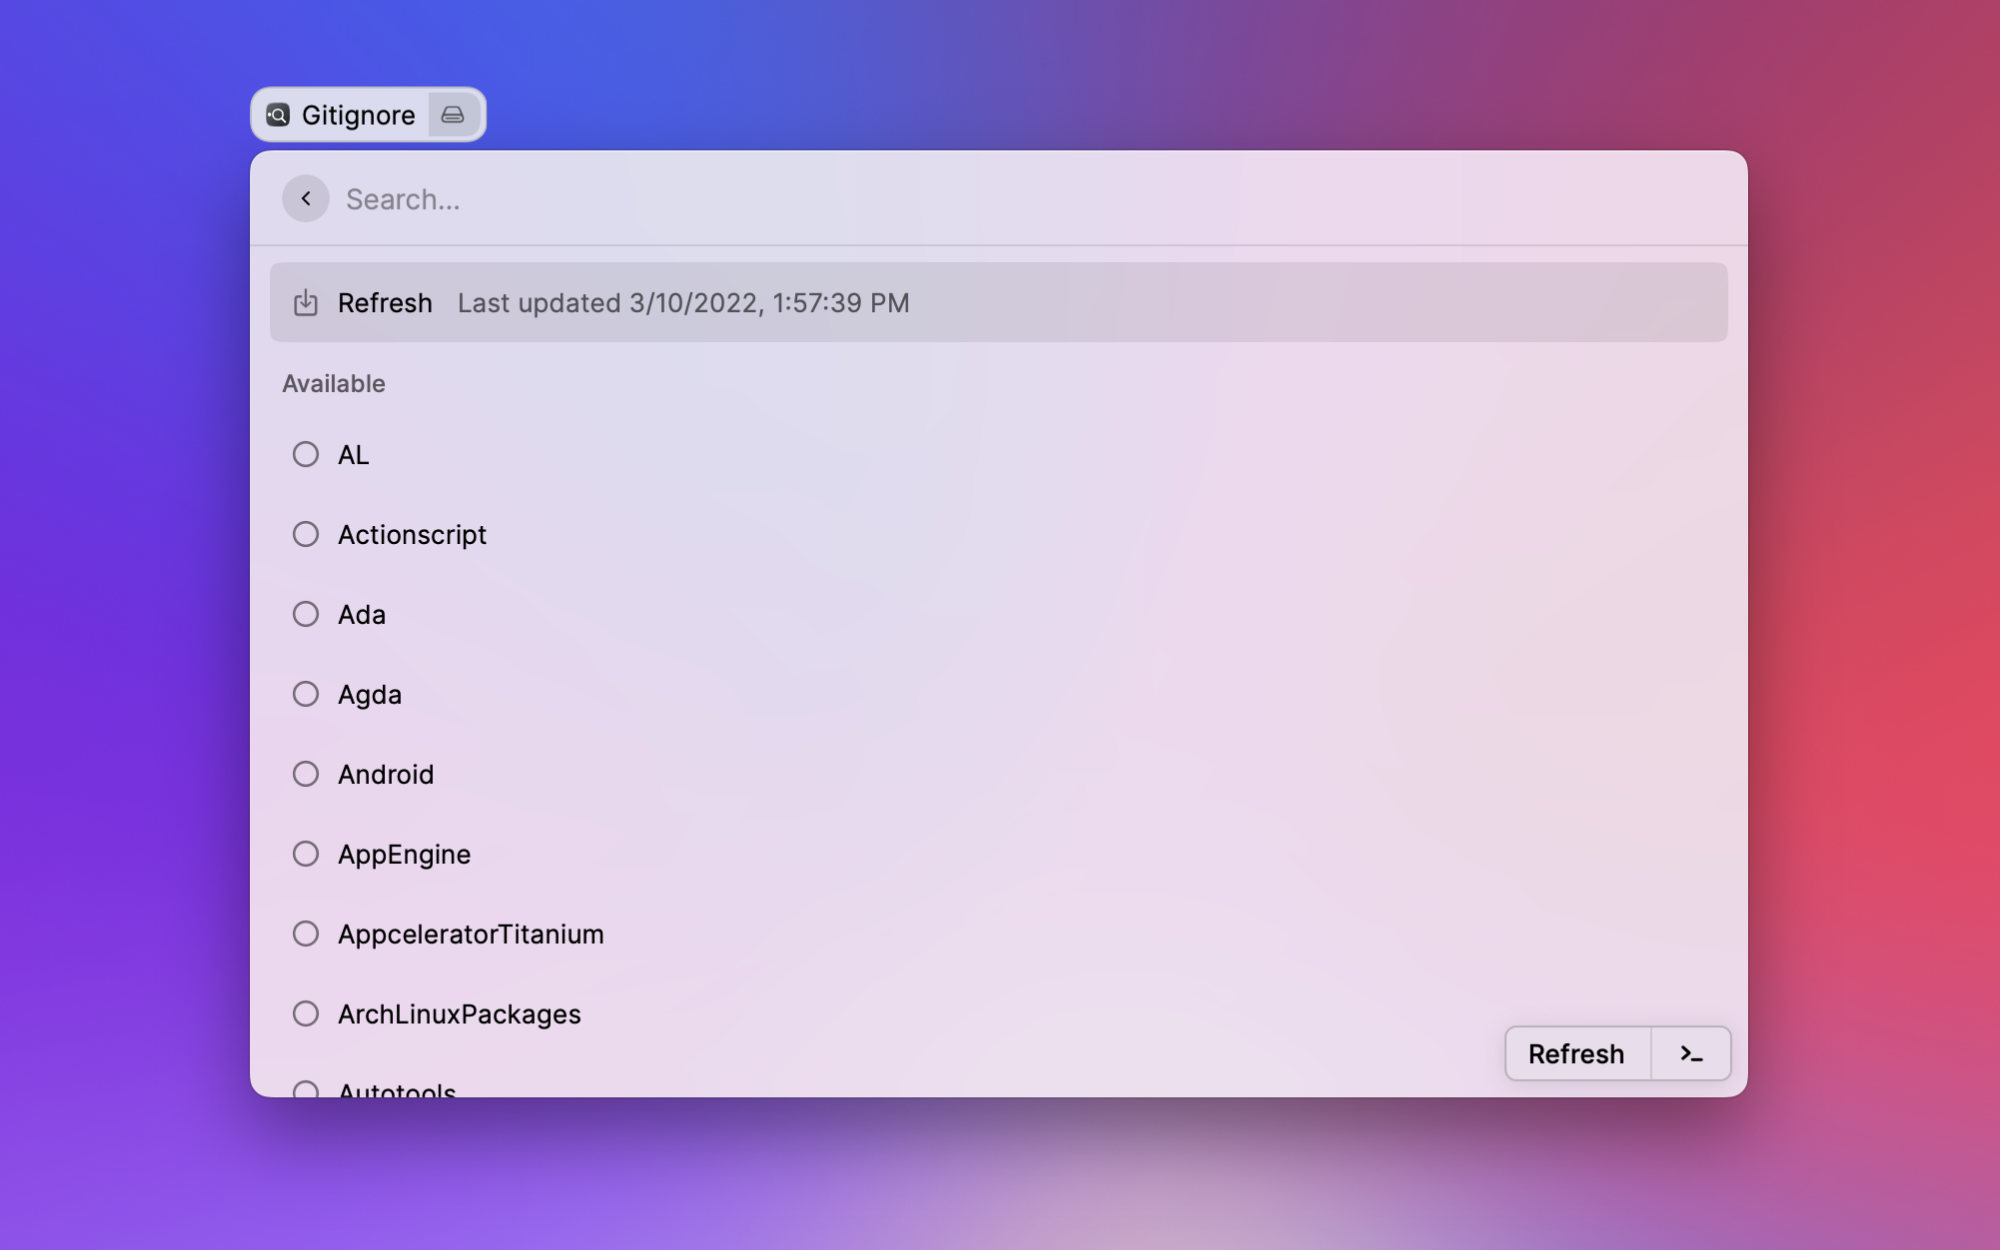 Gitignore
Search...
Refresh Last updated 3/10/2022, 1:57:39 PM
Available
AL
Actionscript
Ada
Agda
Android
AppEngine
AppceleratorTitanium
ArchLinuxPackages
Refresh >_
Autotools